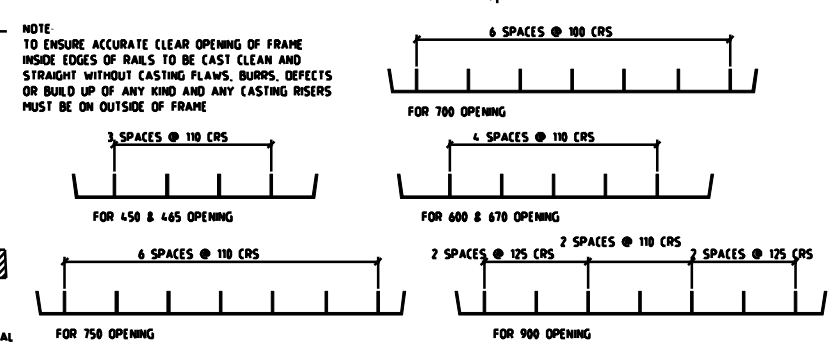 NOTE:
TO ENSURE ACCURATE CLEAR OPENING OF FRAME
INSIDE EDGES OF RAILS TO BE CAST CLEAN AND
STRAIGHT WITHOUT CASTING FLAWS, BURRS, DEFECTS
OR BUILD UP OF ANY KIND AND ANY CASTING RISERS
MUST BE ON OUTSIDE OF FRAME
6 SPACES @ 100 CRS
FOR 700 OPENING
3 SPACES @ 110 CRS
FOR 450 & 465 OPENING
4 SPACES @ 110 CRS
FOR 600 & 670 OPENING
6 SPACES @ 110 CRS
FOR 750 OPENING
2 SPACES @ 110 CRS
2 SPACES @ 125 CRS
2 SPACES @ 125 CRS
FOR 900 OPENING
AL